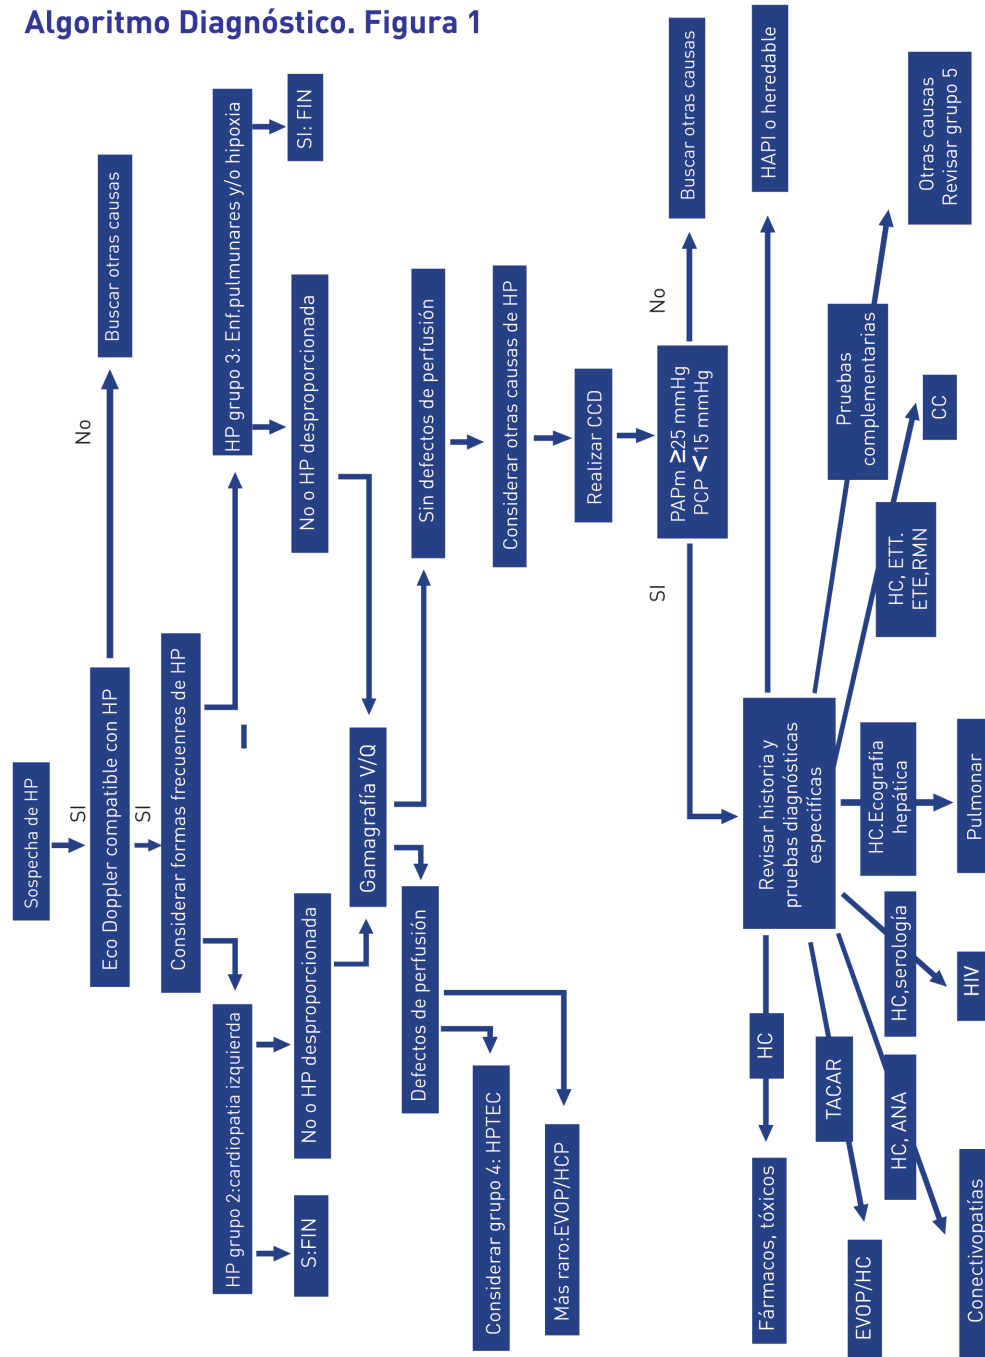 Algoritmo Diagnóstico. Figura 1
Sospecha de HP
SI
Eco Doppler compatible con HP
No
Buscar otras causas
SI
Considerar formas frecuenres de HP
HP grupo 2:cardiopatia izquierda
HP grupo 3: Enf.pulmunares y/o hipoxia
S:FIN
No o HP desproporcionada
No o HP desproporcionada
SI: FIN
Gamagrafía V/Q
Defectos de perfusión
Sin defectos de perfusión
Considerar grupo 4: HPTEC
Más raro:EVOP/HCP
Considerar otras causas de HP
Realizar CCD
PAPm ≥25 mmHg
PCP <15 mmHg
No
Buscar otras causas
SI
Revisar historia y
pruebas diagnósticas
especificas
HAPI o heredable
Pruebas
complementarias
Otras causas
Revisar grupo 5
HC, ETT.
ETE,RMN
CC
HC.Ecografia
hepática
Pulmonar
HC,serología
HIV
HC, ANA
Conectivopatías
TACAR
EVOP/HC
HC
Fármacos, tóxicos